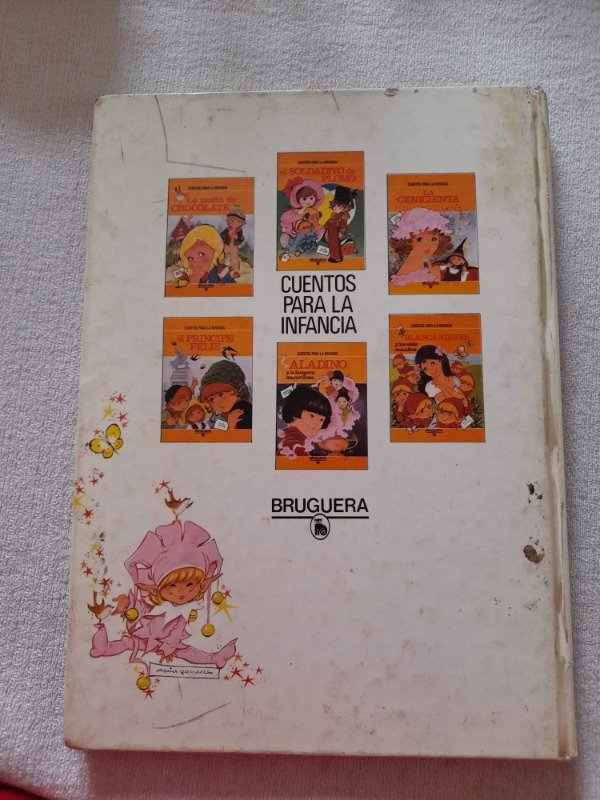 CUENTOS PARA LA INFANCIA
La casita de
CHOCOLATE
CUENTOS PARA LA INFANCIA
el SOLDADITO de
PLOMO
CUENTOS PARA LA INFANCIA
LA
CENICIENTA
CUENTOS
PARA LA
INFANCIA
CUENTOS PARA LA INFANCIA
el PRINCIPE
FELIZ
CUENTOS PARA LA INFANCIA
ALADINO
y la lámpara
maravillosa
CUENTOS PARA LA INFANCIA
BLANCANIEVES
y los siete
enanitos
BRUGUERA